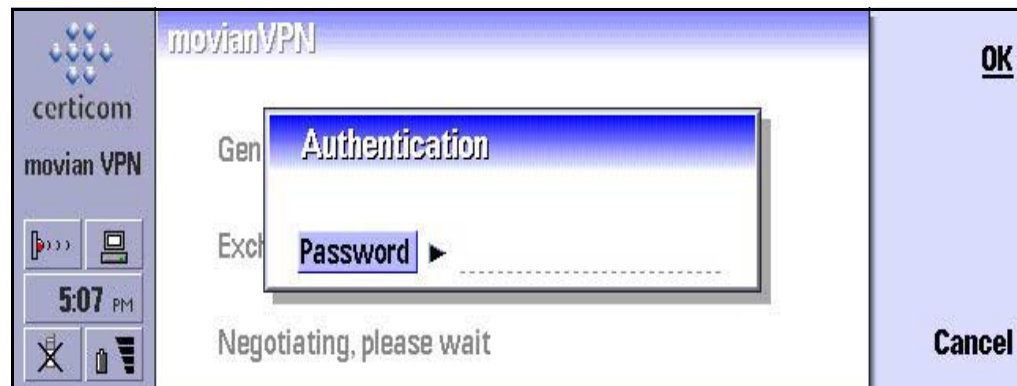 certicom
movian VPN
5:07 PM
movianVPN
Gen
Authentication
Exch
Password
Negotiating, please wait
OK
Cancel